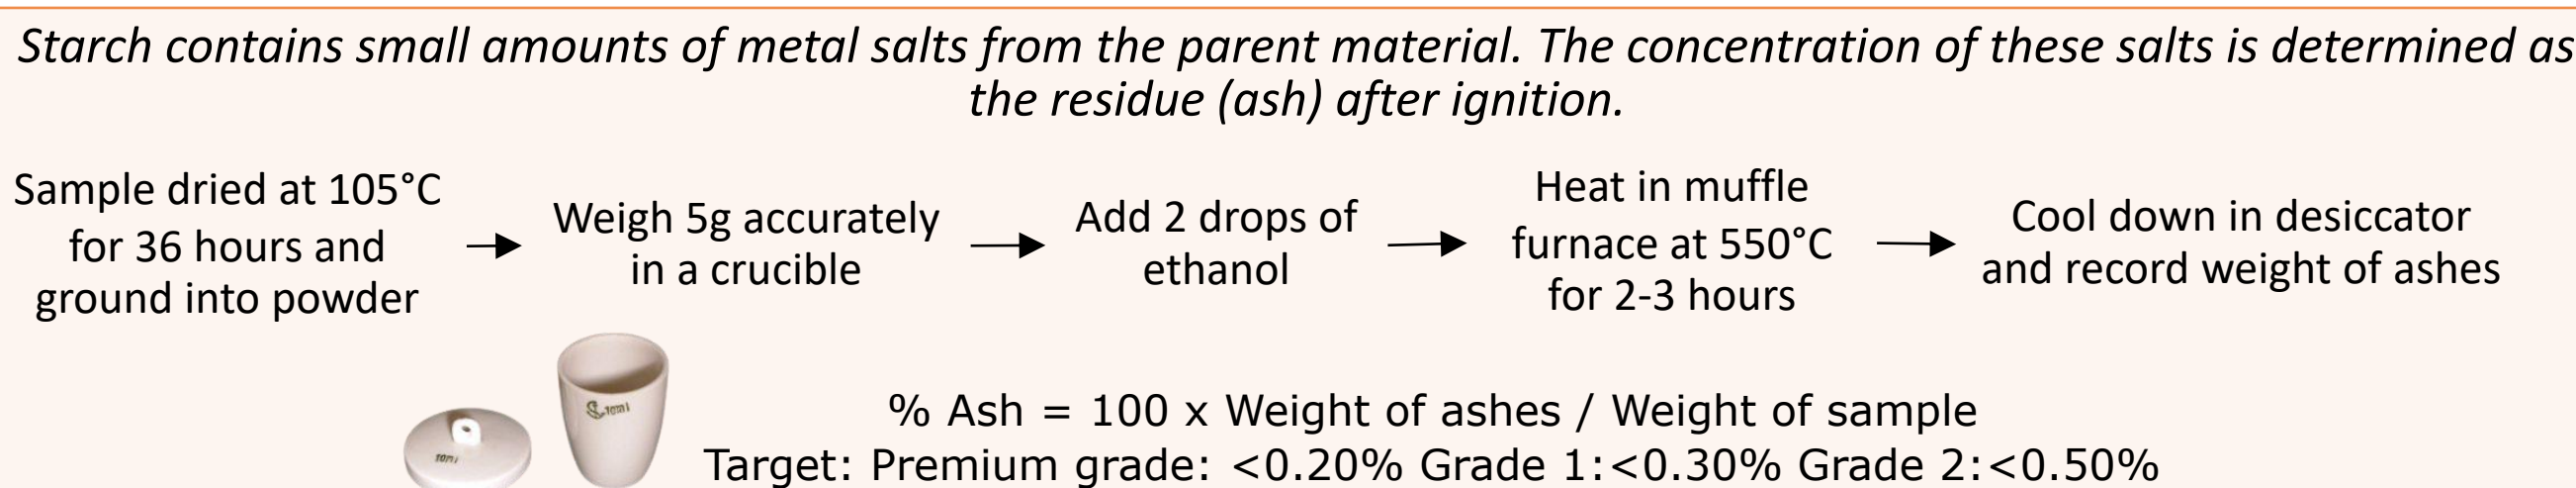 Starch contains small amounts of metal salts from the parent material. The concentration of these salts is determined as
the residue (ash) after ignition.
Sample dried at 105°C
for 36 hours and
ground into powder
Weigh 5g accurately
in a crucible
Add 2 drops of
ethanol
Heat in muffle
furnace at 550°C
for 2-3 hours
Cool down in desiccator
and record weight of ashes
% Ash = 100 x Weight of ashes / Weight of sample
Target: Premium grade: <0.20% Grade 1:<0.30% Grade 2:<0.50%